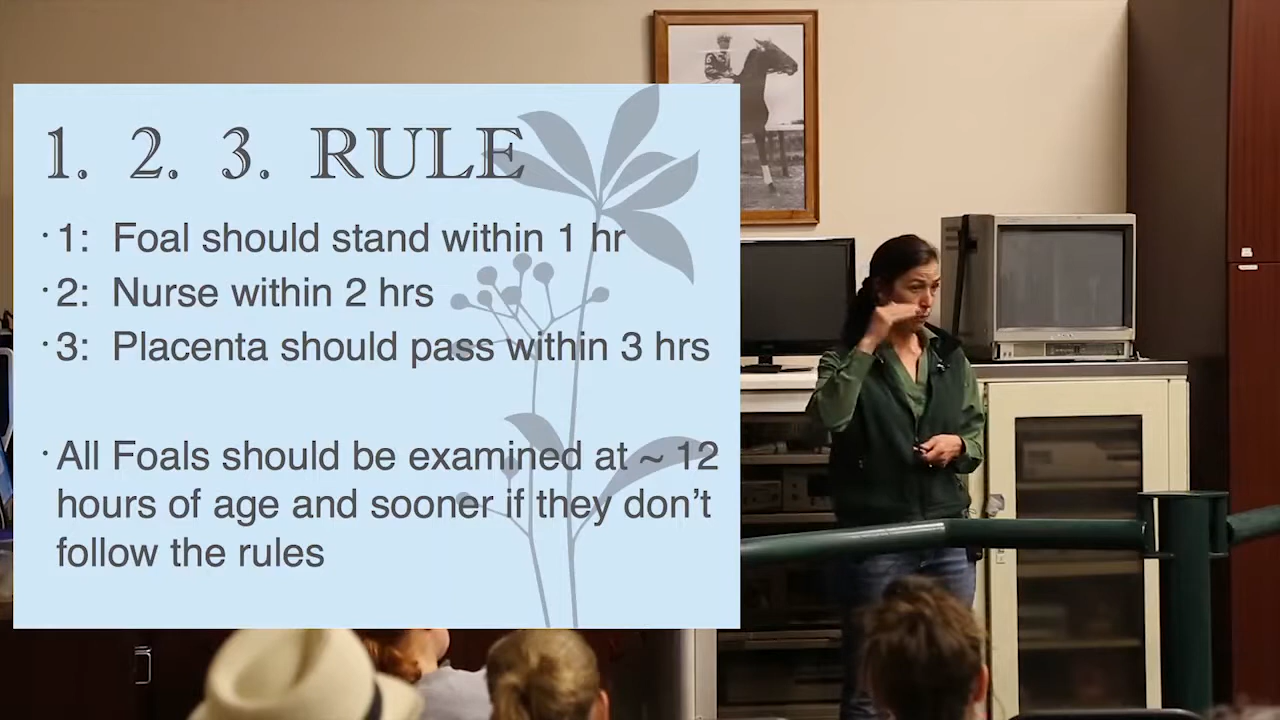 1. 2. 3. RULE
· 1: Foal should stand within 1 hr
· 2: Nurse within 2 hrs
· 3: Placenta should pass within 3 hrs
· All Foals should be examined at ~ 12
hours of age and sooner if they don’t
follow the rules